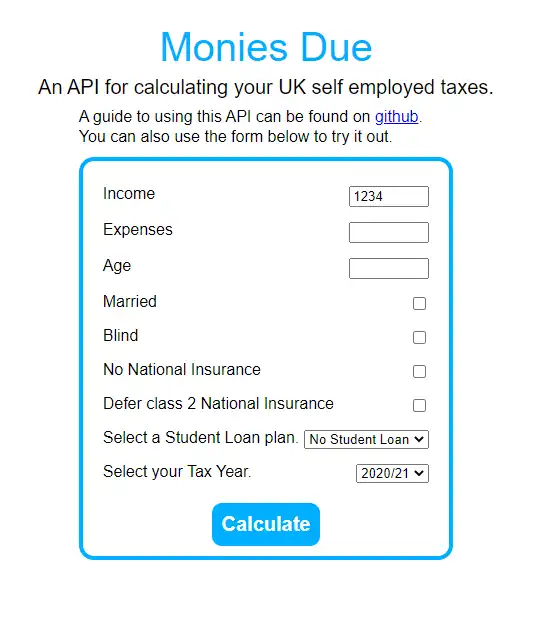 Monies Due
An API for calculating your UK self employed taxes.
A guide to using this API can be found on github.
You can also use the form below to try it out.
Income 1234
Expenses
Age
Married
Blind
No National Insurance
Defer class 2 National Insurance
Select a Student Loan plan. No Student Loan
Select your Tax Year. 2020/21
Calculate